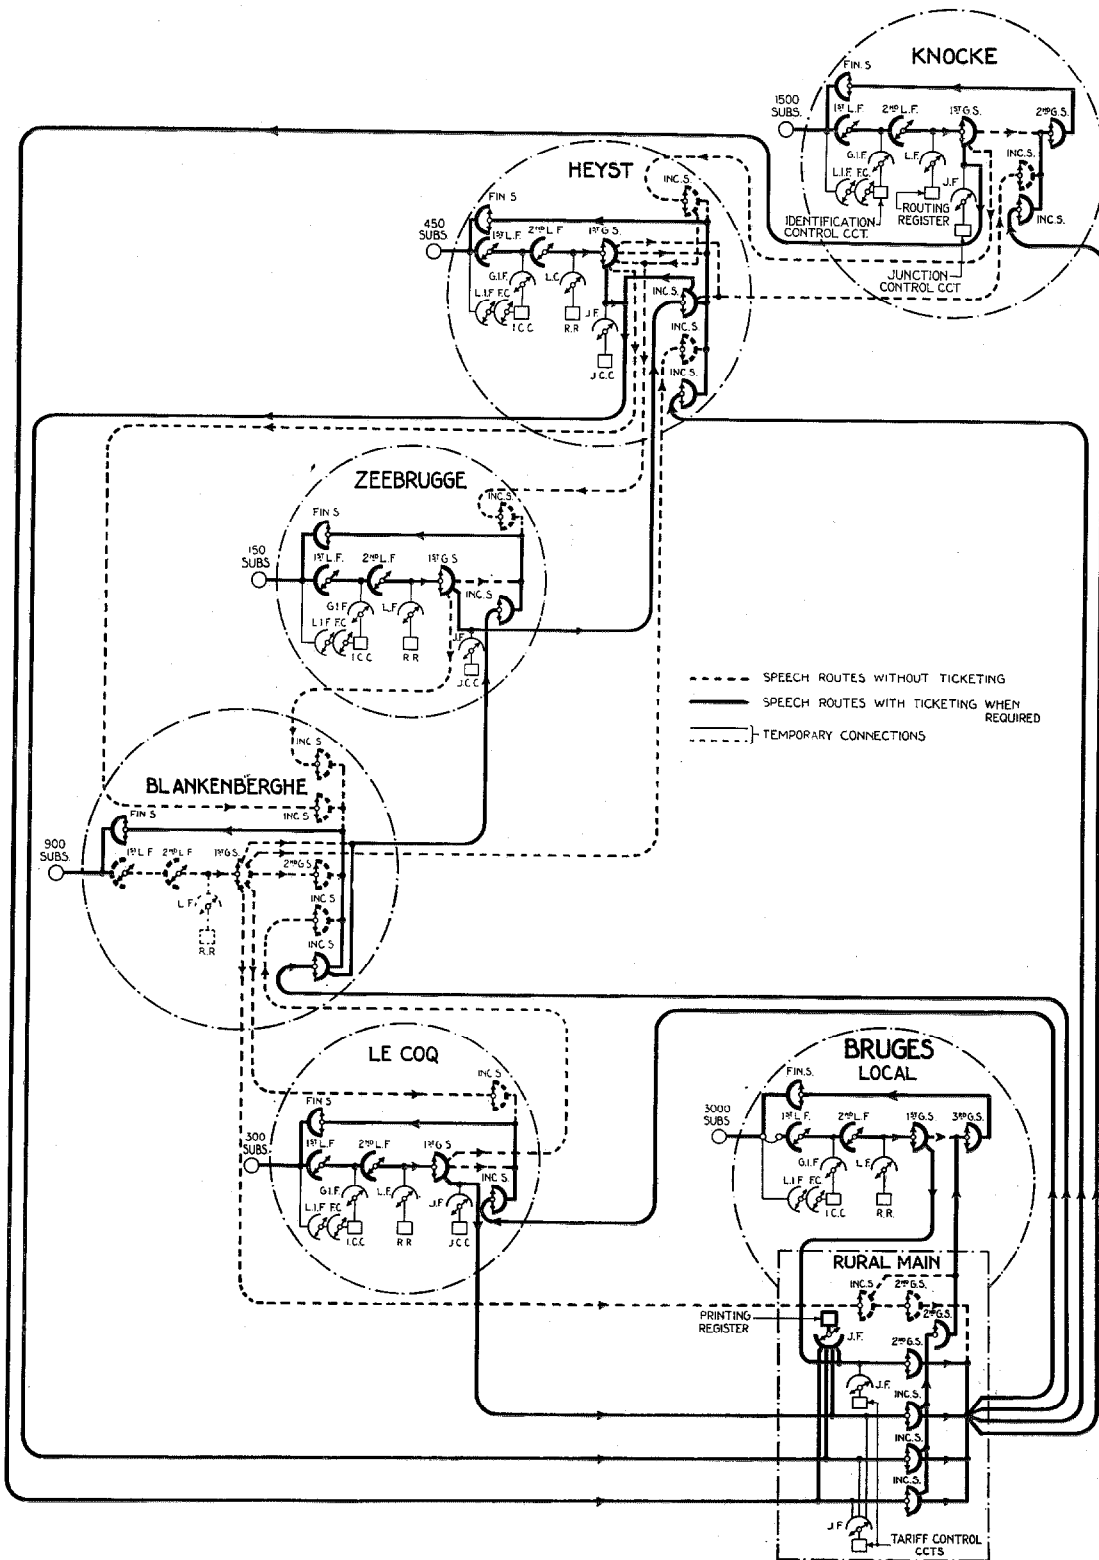 KNOCKE
FIN. S
1500
SUBS.
1ST L.F.
2ND L.F.
1ST G.S.
2ND G.S.
G.I.F.
L.F.
INC.S.
L.I.F.
F.C.
J.F.
IDENTIFICATION
CONTROL CCT.
ROUTING
REGISTER
INC.S.
JUNCTION
CONTROL CCT
HEYST
INC.S.
FIN S
450
SUBS
1ST L.F.
2ND L.F.
1ST G.S.
G.I.F.
L.C.
INC.S.
L.I.F.
F.C.
I.C.C
R.R
J.F.
INC.S.
J.C.C
INC.S.
ZEEBRUGGE
INC.S.
FIN S
150
SUBS
1ST L.F.
2ND L.F
1ST G S
INC. S
G.I.F.
L.F
L.I.F
F.C
I.C.C
R R
J.F.
J.C.C
SPEECH ROUTES WITHOUT TICKETING
SPEECH ROUTES WITH TICKETING WHEN
REQUIRED
TEMPORARY CONNECTIONS
BLANKENBERGHE
INC S
INC S
FIN S
900
SUBS.
1ST L F
2ND L.F
1ST G.S.
2ND G S.
L.F.
R.R
INC S
INC S
LE COQ
INC S
FIN S
300
SUBS
1ST L.F
2ND L.F
1ST G S
INC S.
G.I.F.
L.F.
J.F
L.I.F
F.C
I.C.C
R R
J.C C
BRUGES
LOCAL
FIN.S
3000
SUBS
1ST L.F.
2ND L.F
1ST G.S
3RD G.S.
G.I.F.
L.F.
L.I.F
F.C
I.C.C
R.R.
RURAL MAIN
INC S
2ND G.S.
2ND G.S.
PRINTING
REGISTER
J.F.
2ND G.S.
J.F.
INC.S.
INC.S.
INC.S.
J.F
TARIFF CONTROL
CCTS